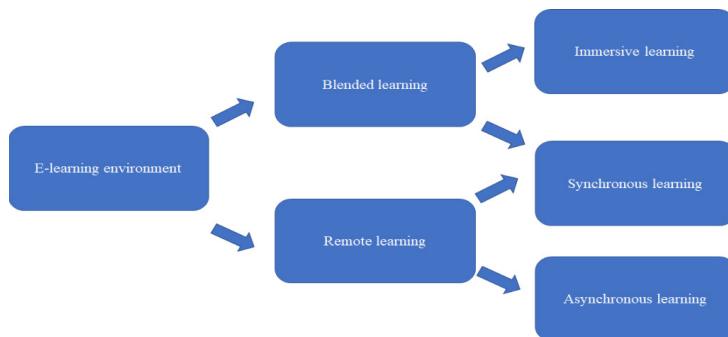 Immersive learning
Blended learning
E-learning environment
Synchronous learning
Remote learning
Asynchronous learning